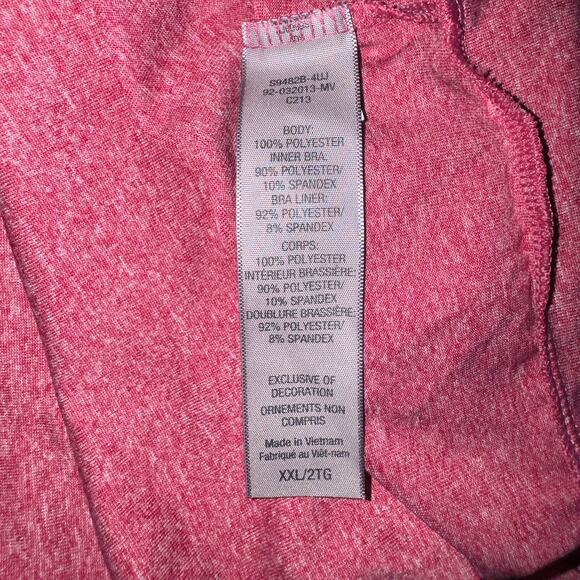 S9482B-4UJ
92-032013-MV
C213
BODY:
100% POLYESTER
INNER BRA:
90% POLYESTER/
10% SPANDEX
BRA LINER:
92% POLYESTER/
8% SPANDEX
CORPS:
100% POLYESTER
INTÉRIEUR BRASSIÈRE:
90% POLYESTER/
10% SPANDEX
DOUBLURE BRASSIÈRE:
92% POLYESTER/
8% SPANDEX
EXCLUSIVE OF
DECORATION
ORNEMENTS NON
COMPRIS
Made in Vietnam
Fabriqué au Viêt-nam
XXL/2TG